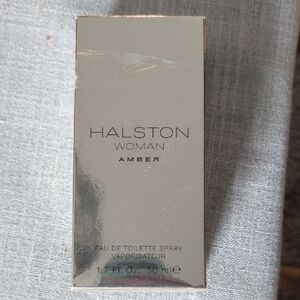 HALSTON
WOMAN
AMBER
EAU DE TOILETTE SPRAY
VAPORISATEUR
1.7 Fl. Oz. 50 ml e